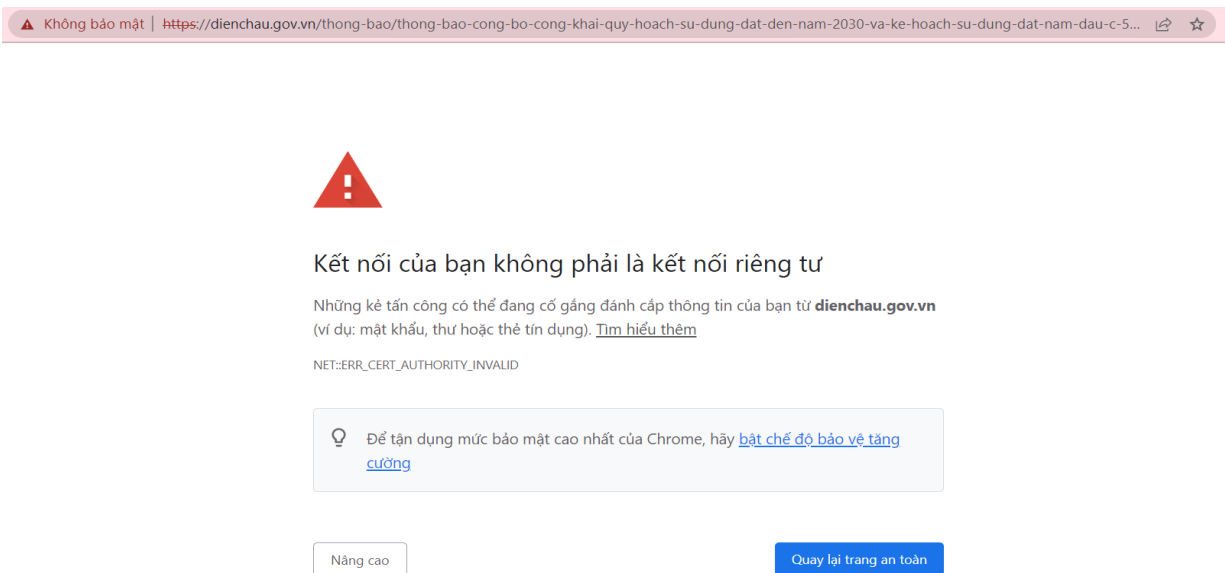 Không bảo mật | https://dienchau.gov.vn/thong-bao/thong-bao-cong-bo-cong-khai-quy-hoach-su-dung-dat-den-nam-2030-va-ke-hoach-su-dung-dat-nam-dau-c-5...
Kết nối của bạn không phải là kết nối riêng tư
Những kẻ tấn công có thể đang cố gắng đánh cắp thông tin của bạn từ dienchau.gov.vn
(ví dụ: mật khẩu, thư hoặc thẻ tín dụng). Tìm hiểu thêm
NET::ERR_CERT_AUTHORITY_INVALID
Để tận dụng mức bảo mật cao nhất của Chrome, hãy bật chế độ bảo vệ tăng
cường
Nâng cao
Quay lại trang an toàn